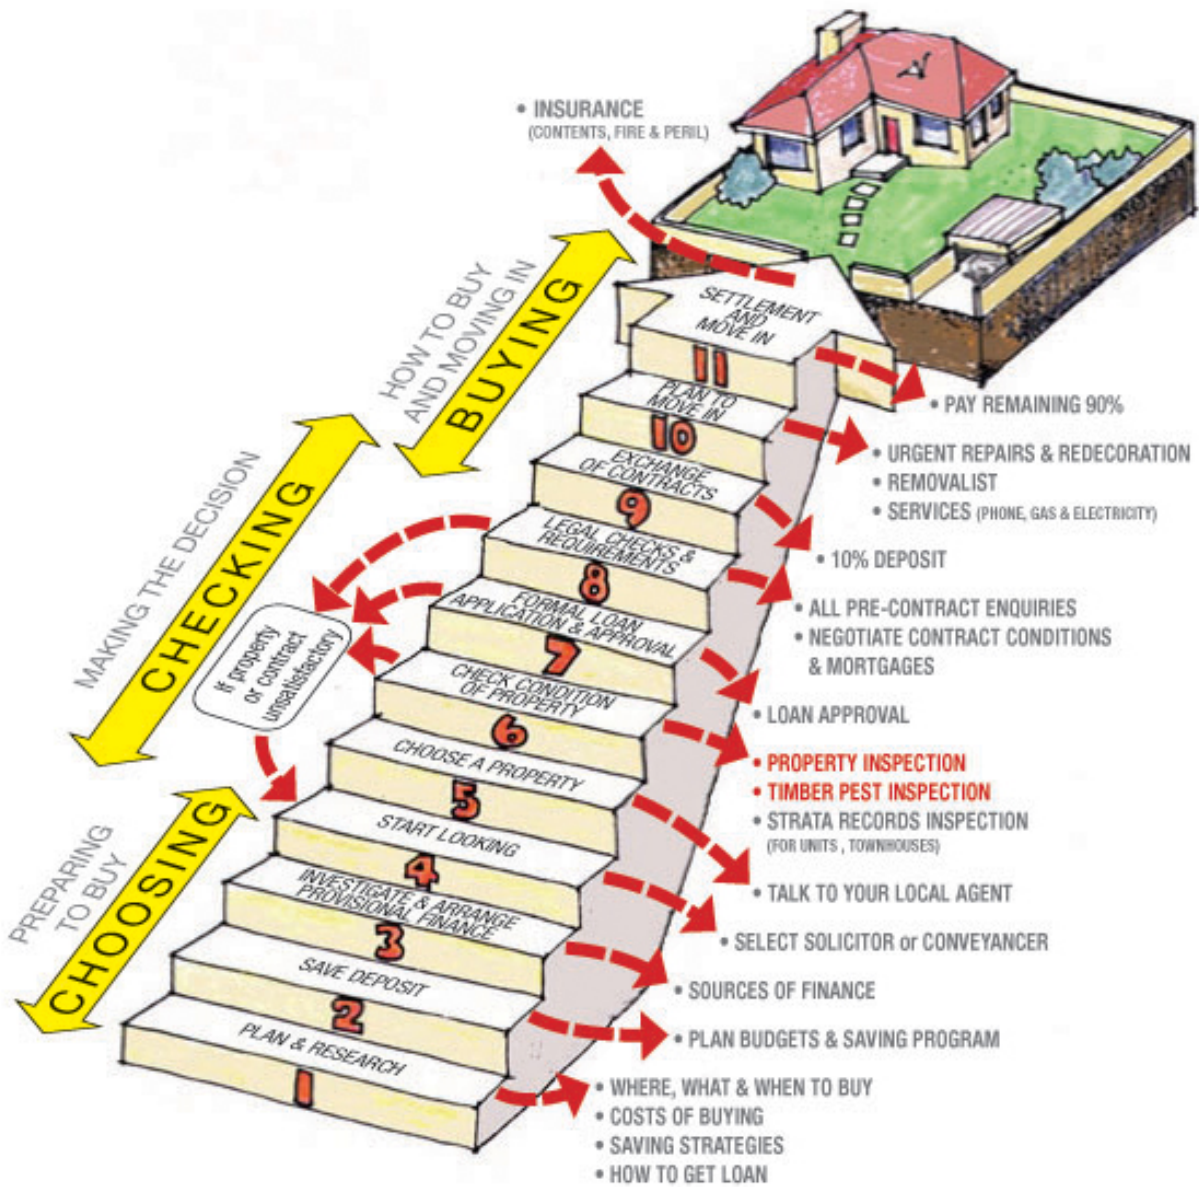 • INSURANCE
(CONTENTS, FIRE & PERIL)
HOW TO BUY
AND MOVING IN
BUYING
SETTLEMENT
AND
MOVE IN
11
• PAY REMAINING 90%
PLAN TO
MOVE IN
10
• URGENT REPAIRS & REDECORATION
• REMOVALIST
• SERVICES (PHONE, GAS & ELECTRICITY)
EXCHANGE
OF CONTRACTS
9
• 10% DEPOSIT
MAKING THE DECISION
CHECKING
LEGAL CHECKS &
REQUIREMENTS
8
• ALL PRE-CONTRACT ENQUIRIES
• NEGOTIATE CONTRACT CONDITIONS
& MORTGAGES
FORMAL LOAN
APPLICATION & APPROVAL
7
• LOAN APPROVAL
If property
or contract
unsatisfactory
CHECK CONDITION
OF PROPERTY
6
• PROPERTY INSPECTION
• TIMBER PEST INSPECTION
• STRATA RECORDS INSPECTION
(FOR UNITS , TOWNHOUSES)
CHOOSE A PROPERTY
5
• TALK TO YOUR LOCAL AGENT
PREPARING
TO BUY
CHOOSING
START LOOKING
4
• SELECT SOLICITOR or CONVEYANCER
INVESTIGATE & ARRANGE
PROVISIONAL FINANCE
3
• SOURCES OF FINANCE
SAVE DEPOSIT
2
• PLAN BUDGETS & SAVING PROGRAM
PLAN & RESEARCH
1
• WHERE, WHAT & WHEN TO BUY
• COSTS OF BUYING
• SAVING STRATEGIES
• HOW TO GET LOAN